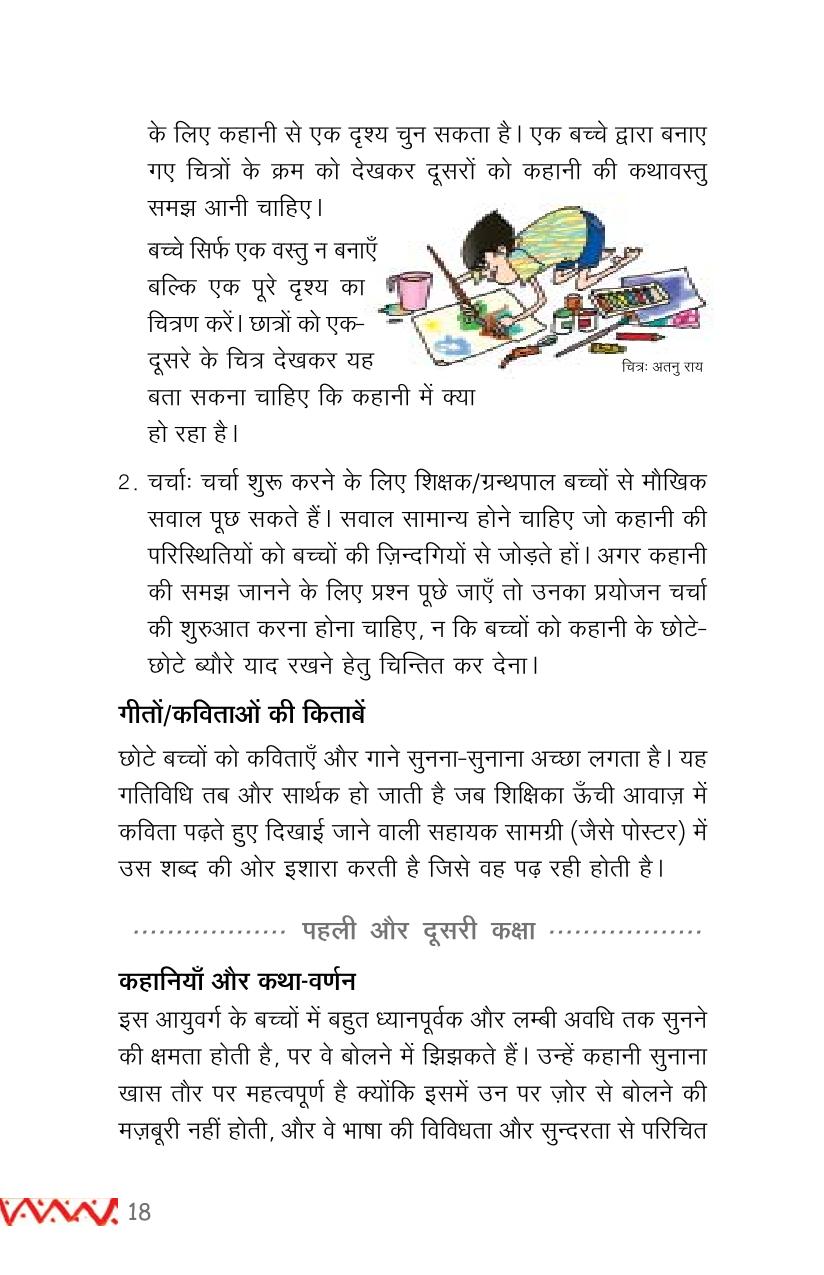 के लिए कहानी से एक दृश्य चुन सकता है। एक बच्चे द्वारा बनाए
गए चित्रों के क्रम को देखकर दूसरों को कहानी की कथावस्तु
समझ आनी चाहिए।
बच्चे सिर्फ एक वस्तु न बनाएँ
बल्कि एक पूरे दृश्य का
चित्रण करें। छात्रों को एक-
दूसरे के चित्र देखकर यह
बता सकना चाहिए कि कहानी में क्या
हो रहा है।
चित्रः अतनु राय
2. चर्चाः चर्चा शुरू करने के लिए शिक्षक/ग्रन्थपाल बच्चों से मौखिक
सवाल पूछ सकते हैं। सवाल सामान्य होने चाहिए जो कहानी की
परिस्थितियों को बच्चों की ज़िन्दगियों से जोड़ते हों। अगर कहानी
की समझ जानने के लिए प्रश्न पूछे जाएँ तो उनका प्रयोजन चर्चा
की शुरुआत करना होना चाहिए, न कि बच्चों को कहानी के छोटे-
छोटे ब्यौरे याद रखने हेतु चिन्तित कर देना।
गीतों/कविताओं की किताबें
छोटे बच्चों को कविताएँ और गाने सुनना-सुनाना अच्छा लगता है। यह
गतिविधि तब और सार्थक हो जाती है जब शिक्षिका ऊँची आवाज़ में
कविता पढ़ते हुए दिखाई जाने वाली सहायक सामग्री (जैसे पोस्टर) में
उस शब्द की ओर इशारा करती है जिसे वह पढ़ रही होती है।
.................. पहली और दूसरी कक्षा ..................
कहानियाँ और कथा-वर्णन
इस आयुवर्ग के बच्चों में बहुत ध्यानपूर्वक और लम्बी अवधि तक सुनने
की क्षमता होती है, पर वे बोलने में झिझकते हैं। उन्हें कहानी सुनाना
खास तौर पर महत्वपूर्ण है क्योंकि इसमें उन पर ज़ोर से बोलने की
मज़बूरी नहीं होती, और वे भाषा की विविधता और सुन्दरता से परिचित
18